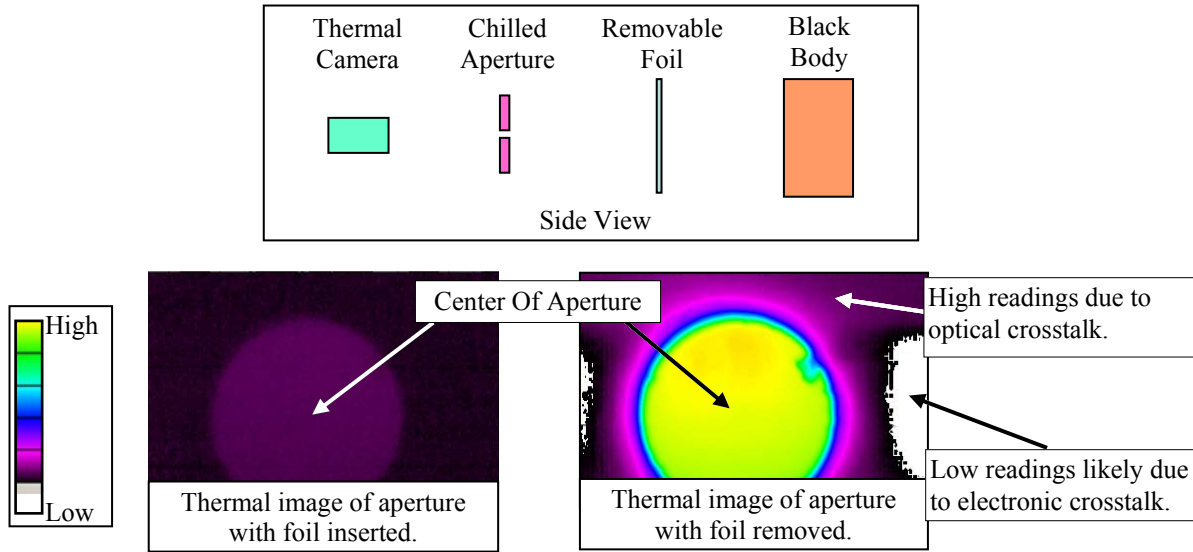 Thermal
Camera
Chilled
Aperture
Removable
Foil
Black
Body
Side View
High
Low
Center Of Aperture
Thermal image of aperture
with foil inserted.
Thermal image of aperture
with foil removed.
High readings due to
optical crosstalk.
Low readings likely due
to electronic crosstalk.